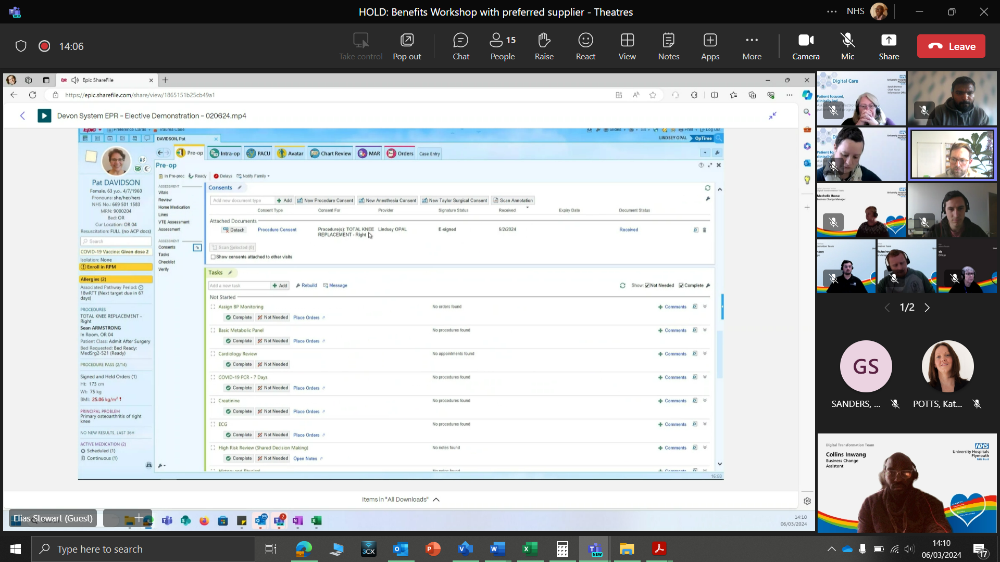 HOLD: Benefits Workshop with preferred supplier - Theatres
NHS
14:06
Take control
Pop out
Chat
People
15
Raise
React
View
Notes
Apps
More
Camera
Mic
Share
Leave
Epic ShareFile
https://epic.sharefile.com/share/view/1865151b25cb49a1
Devon System EPR - Elective Demonstration - 020624.mp4
Epic
Preference Cards
Trauma Case
Slides
Print
Log Out
DAVIDSON, Pat
LINDSEY OPAL
OpTime
Pre-op
Intra-op
PACU
Avatar
Chart Review
MAR
Orders
Case Entry
Pre-op
In Pre-proc
Ready
Delays
Notify Family
Pat DAVIDSON
Female, 63 y.o., 4/7/1960
Pronouns: she/her/hers
NHS No.: 669 501 1583
MRN: 9000204
Bed: OR
Cur Location: OR 04
Resuscitation: FULL (no ACP docs)
Search
COVID-19 Vaccine: Given dose 2
Isolation: None
Enroll in RPM
Allergies (2)
Associated Pathway Period:
18wRTT (Next target due in 67
days)
PROCEDURES
TOTAL KNEE REPLACEMENT -
Right
Sean ARMSTRONG
In Room, OR 04
Patient Class: Admit After Surgery
Bed Requested: Bed Ready:
MedSrg2-521 (Ready)
PROCEDURE PASS (2/14)
Signed and Held Orders (1)
Ht: 173 cm
Wt: 75 kg
BMI: 25.06 kg/m² !
PRINCIPAL PROBLEM
Primary osteoarthritis of right
knee
NO NEW RESULTS, LAST 36H
ACTIVE MEDICATION (2)
Scheduled (1)
Continuous (1)
ASSESSMENT
Vitals
Review
Home Medication
Lines
VTE Assessment
Assessment
ASSESSMENT
Consents
Tasks
Checklist
Verify
Consents
Add new document type
Add
New Procedure Consent
New Anesthesia Consent
New Taylor Surgical Consent
Scan Annotation
Consent Type
Consent For
Provider
Signature Status
Received
Expiry Date
Document Status
Attached Documents
Detach
Procedure Consent
Procedure(s): TOTAL KNEE
REPLACEMENT - Right
Lindsey OPAL
E-signed
5/2/2024
Received
Scan Selected (0)
Show consents attached to other visits
Tasks
Add a new task
Add
Rebuild
Message
Show:
Not Needed
Complete
Not Started
Assign BP Monitoring
No orders found
Comments
Complete
Not Needed
Place Orders
Basic Metabolic Panel
No procedures found
Comments
Complete
Not Needed
Place Orders
Cardiology Review
No appointments found
Comments
Complete
Not Needed
COVID-19 PCR - 7 Days
No procedures found
Comments
Complete
Not Needed
Place Orders
Creatinine
No procedures found
Comments
Complete
Not Needed
Place Orders
ECG
No procedures found
Comments
Complete
Not Needed
Place Orders
High Risk Review (Shared Decision Making)
No notes found
Comments
Complete
Not Needed
Open Notes
History and Physical
No notes found
Comments
16:58
Items in "All Downloads"
Elias Stewart (Guest)
14:10
06/03/2024
Digital Care
Patient focused,
clinically led
Mechelle Rowe
Business Change Manager
1/2
GS
SANDERS, ...
POTTS, Kat...
Digital Transformation Team
Collins Inwang
Business Change
Assistant
NHS
University Hospitals
Plymouth
NHS Trust
Type here to search
3CX
NEW
14:10
06/03/2024
17